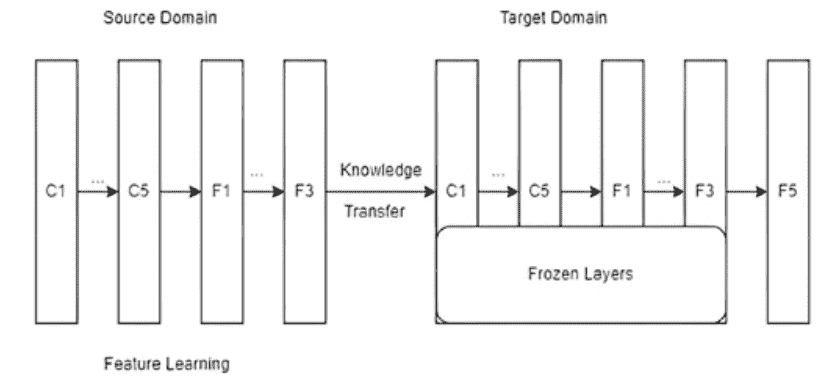 Source Domain
Target Domain
C1
...
C5
F1
...
F3
Knowledge
Transfer
C1
...
C5
F1
...
F3
F5
Frozen Layers
Feature Learning